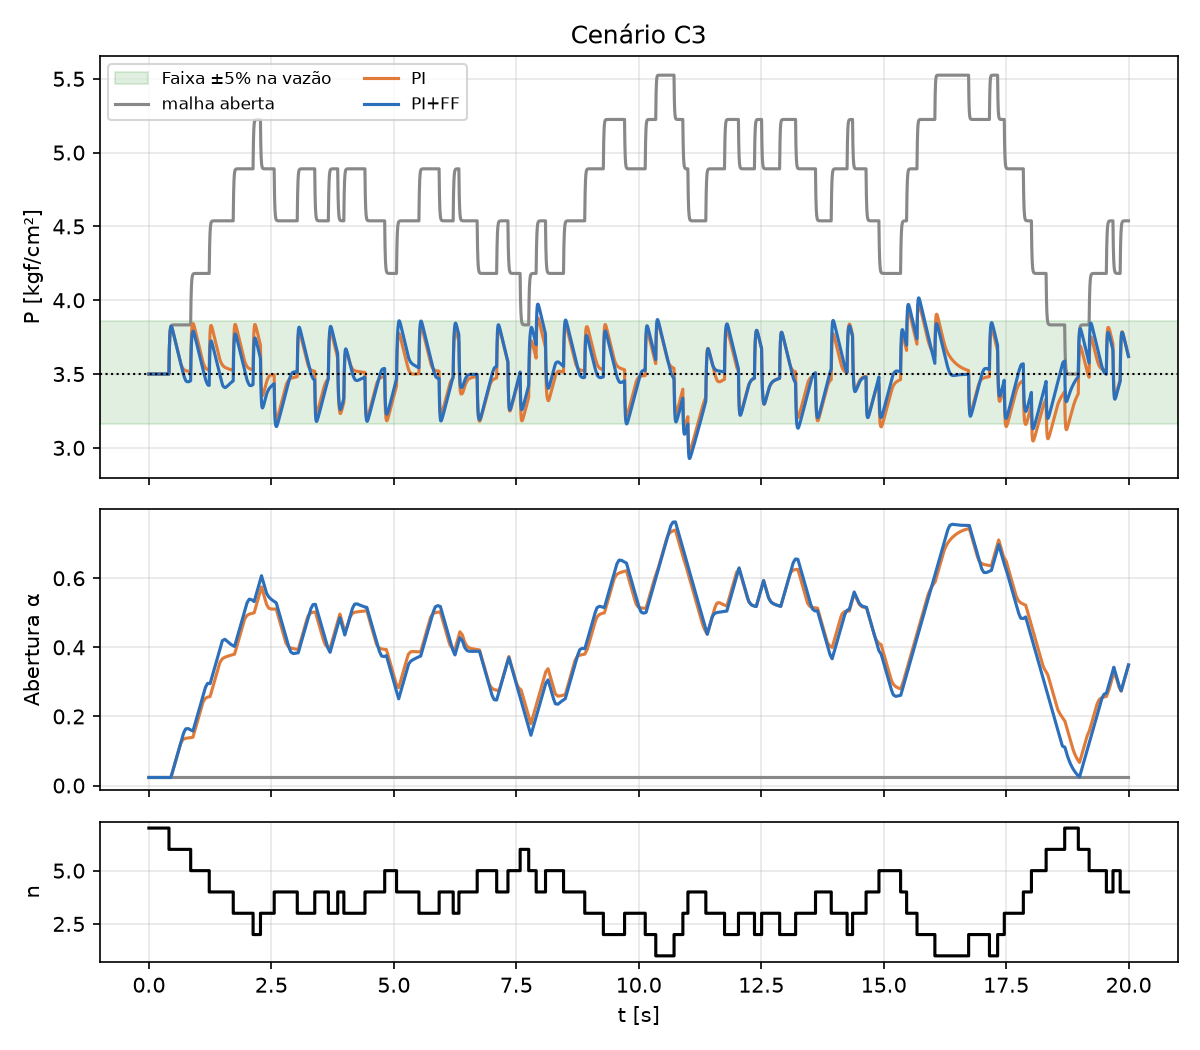 Cenário C3
Faixa ±5% na vazão
malha aberta
PI
PI+FF
P [kgf/cm²]
5.5
5.0
4.5
4.0
3.5
3.0
Abertura α
0.6
0.4
0.2
0.0
n
5.0
2.5
0.0 2.5 5.0 7.5 10.0 12.5 15.0 17.5 20.0
t [s]